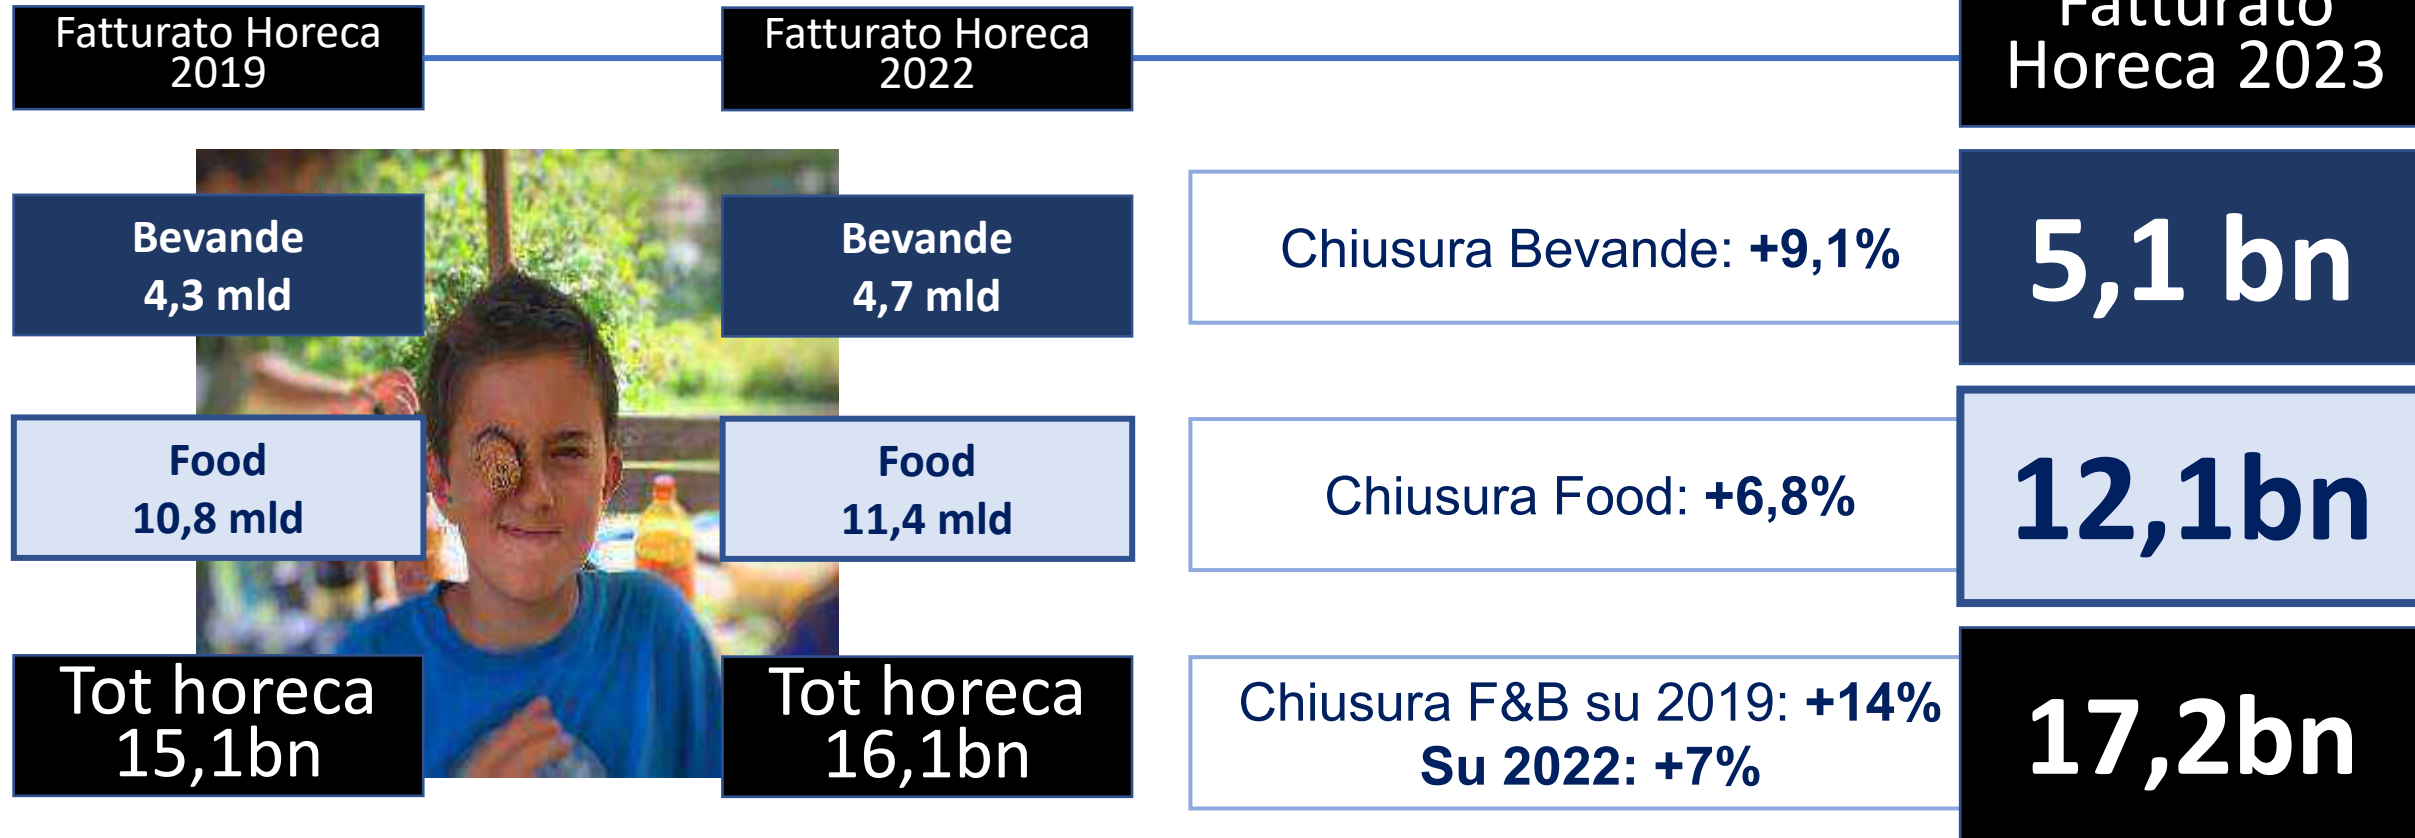 Fatturato Horeca
2019
Fatturato Horeca
2022
Fatturato
Horeca 2023
Bevande
4,3 mld
Bevande
4,7 mld
Chiusura Bevande: +9,1%
5,1 bn
Food
10,8 mld
Food
11,4 mld
Chiusura Food: +6,8%
12,1bn
Tot horeca
15,1bn
Tot horeca
16,1bn
Chiusura F&B su 2019: +14%
Su 2022: +7%
17,2bn